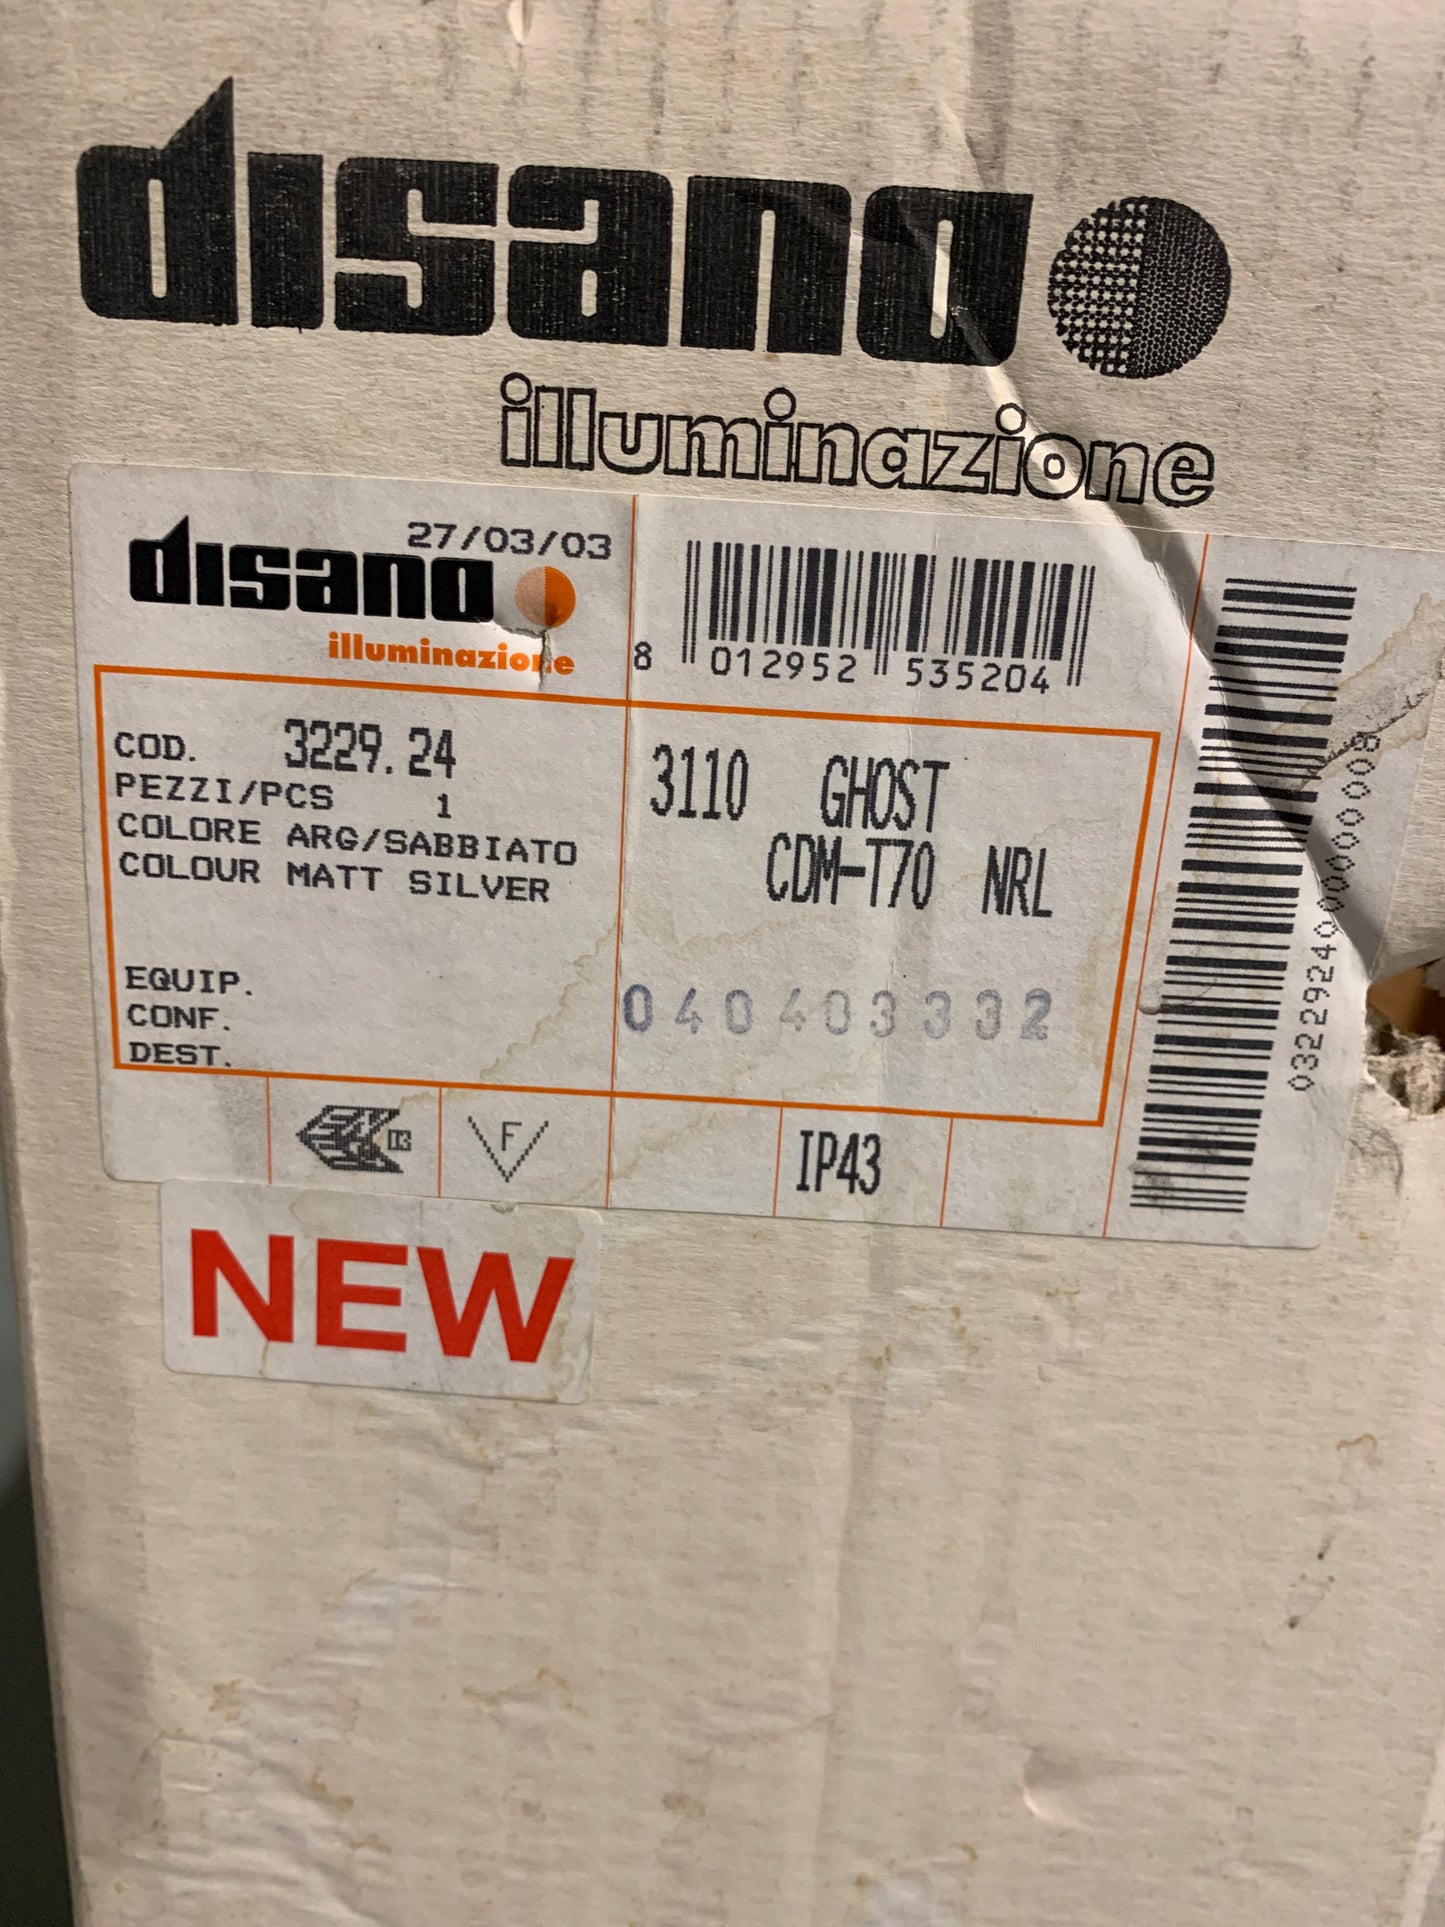 disano
illuminazione
27/03/03
disano
illuminazione
8 012952 535204
COD. 3229.24
PEZZI/PCS 1
COLORE ARG/SABBIATO
COLOUR MATT SILVER
EQUIP.
CONF.
DEST.
3110 GHOST
CDM-T70 NRL
040403332
03
F
IP43
NEW